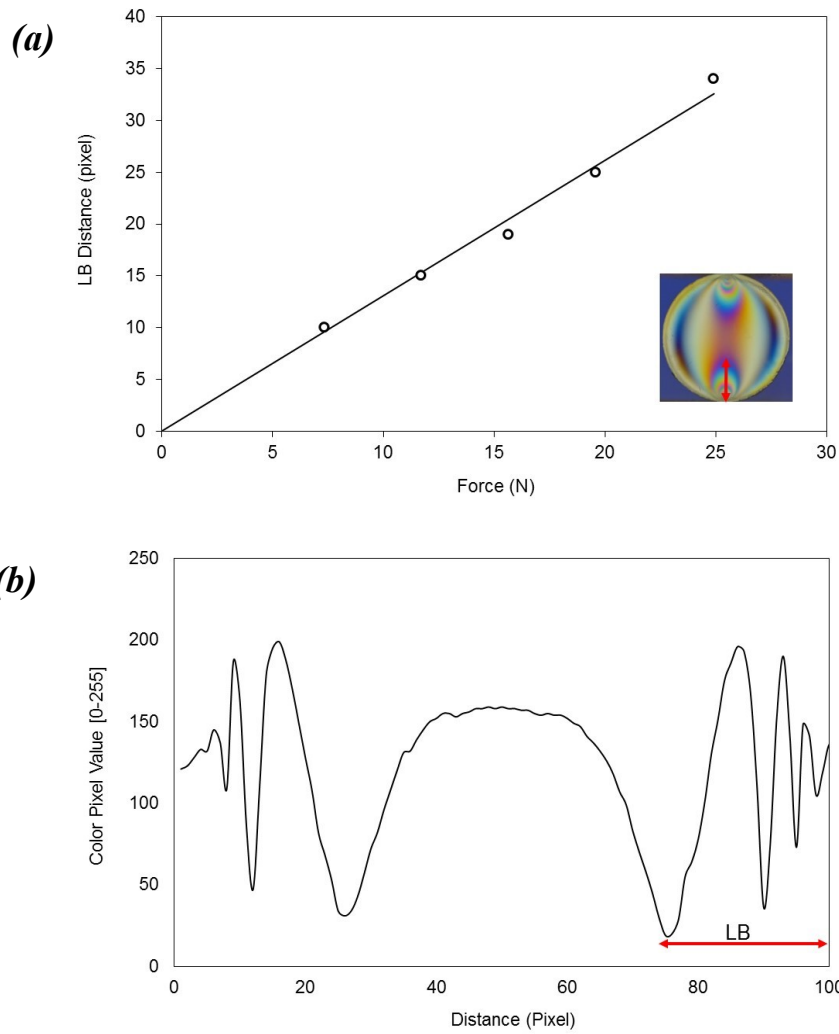 (a)
40
35
30
25
20
15
10
5
0
LB Distance (pixel)
0 5 10 15 20 25 30
Force (N)
(b)
250
200
150
100
50
0
Color Pixel Value [0-255]
LB
0 20 40 60 80 100
Distance (Pixel)